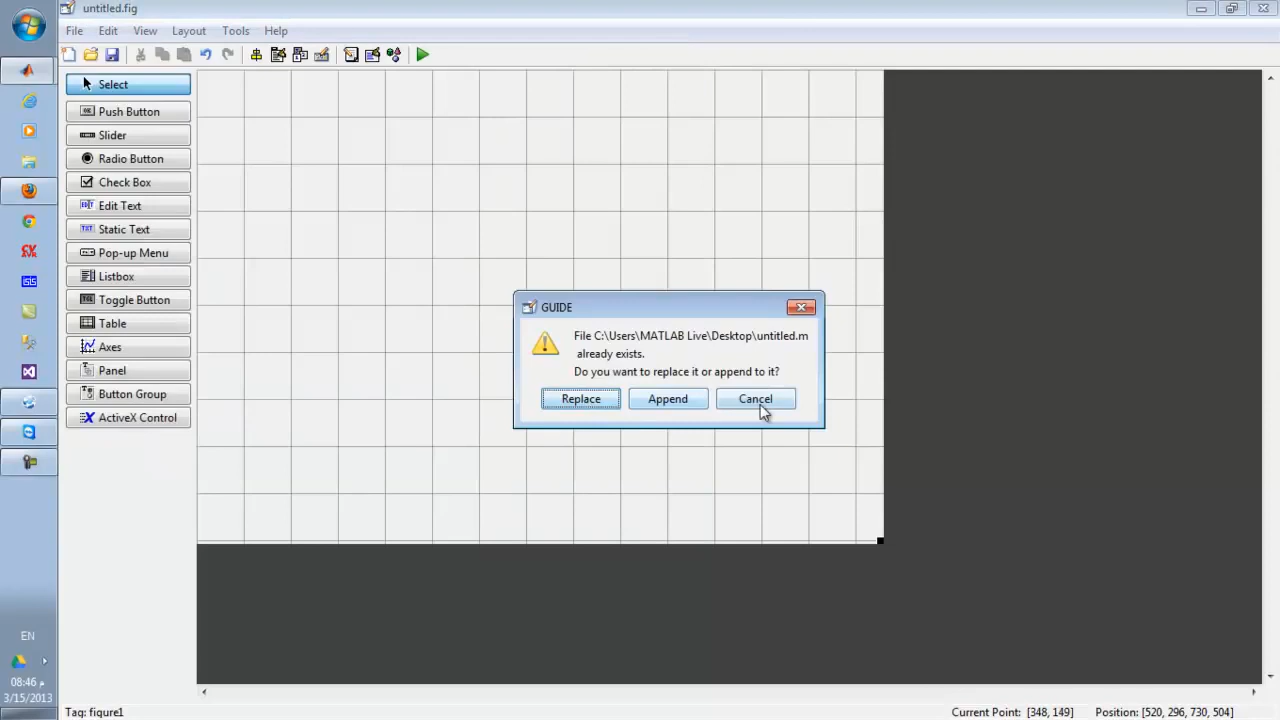 untitled.fig
File Edit View Layout Tools Help
Select
Push Button
Slider
Radio Button
Check Box
Edit Text
Static Text
Pop-up Menu
Listbox
Toggle Button
Table
Axes
Panel
Button Group
ActiveX Control
GUIDE
File C:\Users\MATLAB Live\Desktop\untitled.m
already exists.
Do you want to replace it or append to it?
Replace Append Cancel
EN
08:46 م
3/15/2013
Tag: figure1 Current Point: [348, 149] Position: [520, 296, 730, 504]